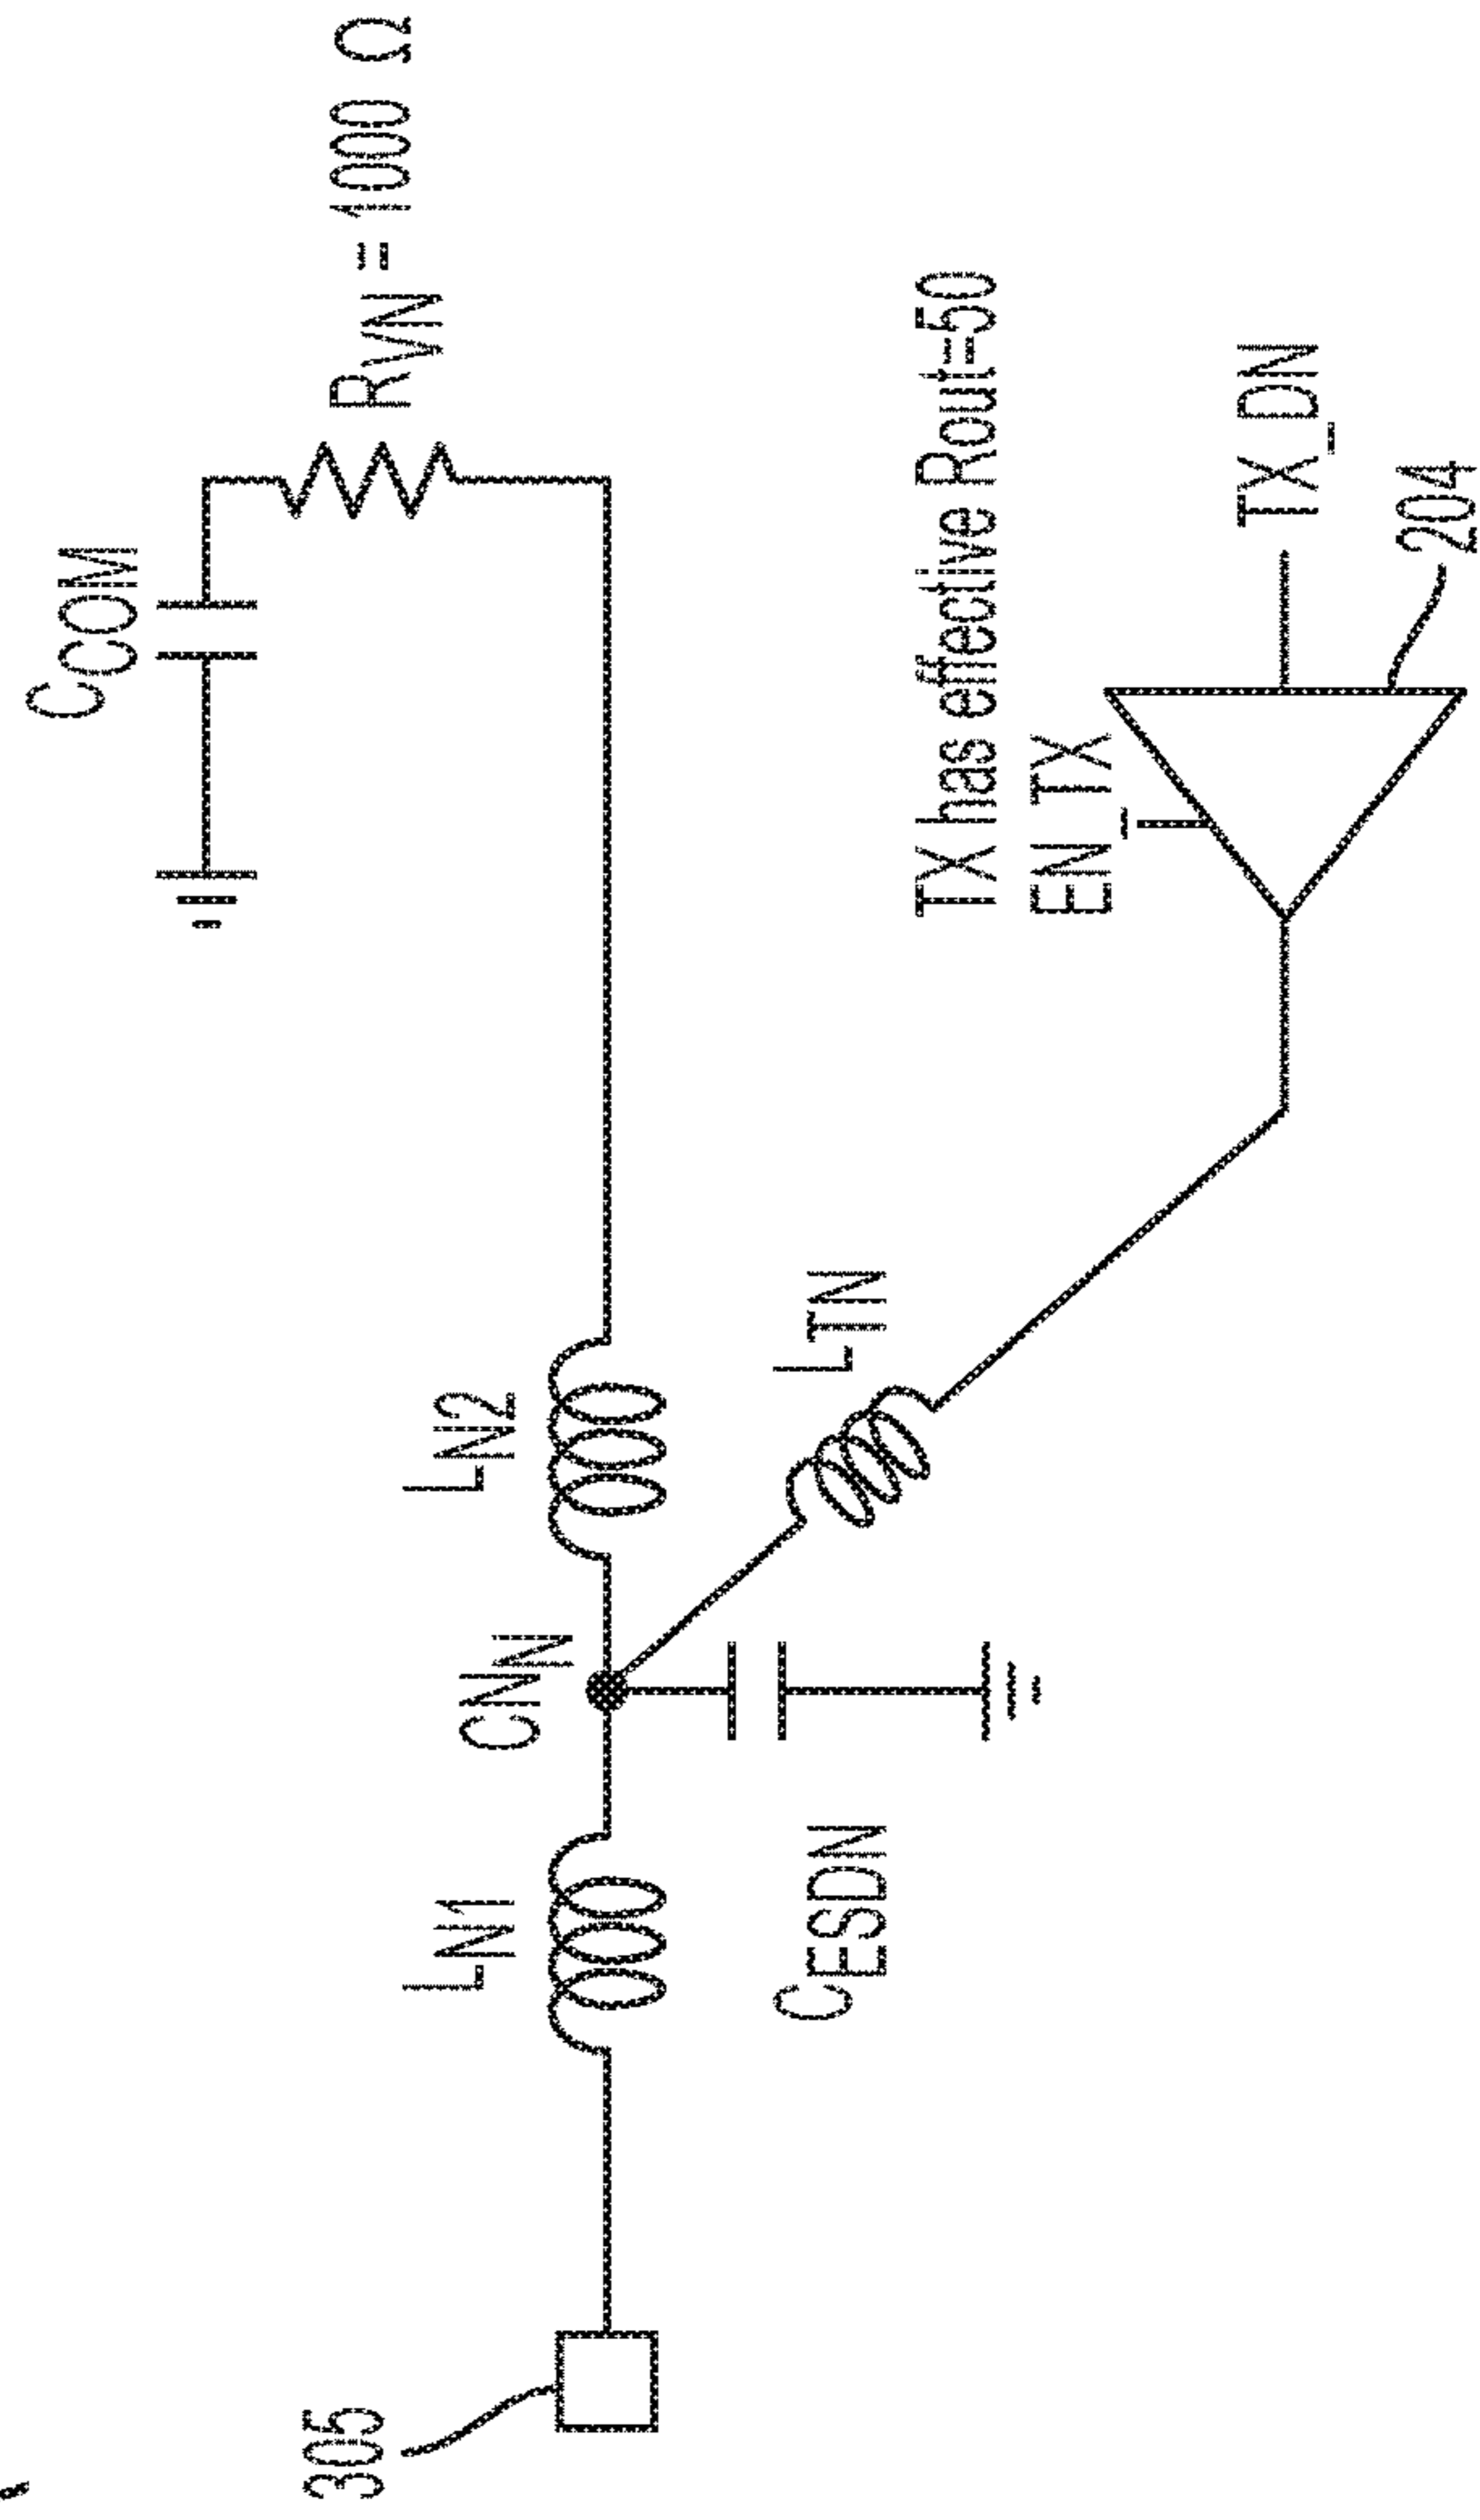 CCOM
RVN = 1000 Ω
LN1
CNN
LN2
305
CESDN
LTN
TX has effective Rout=50
EN_TX
TX_DN
204